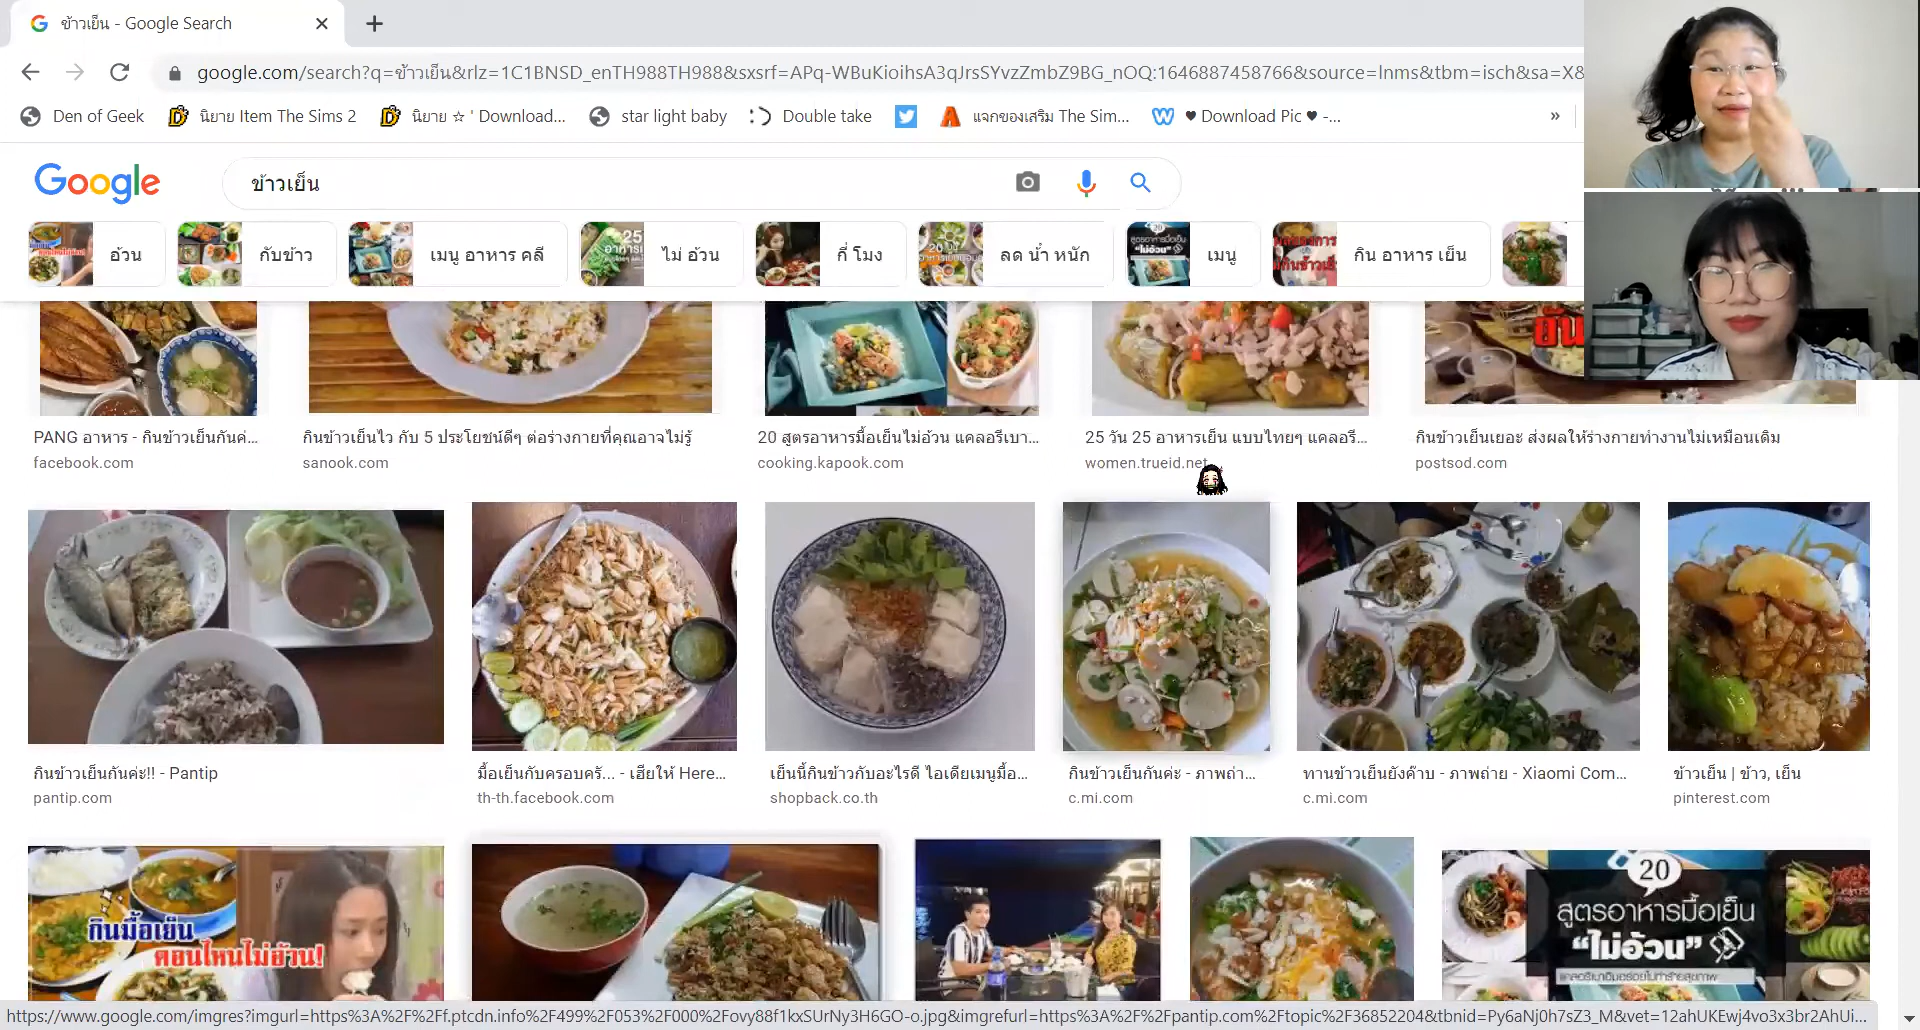 ข้าวเย็น - Google Search
google.com/search?q=ข้าวเย็น&rlz=1C1BNSD_enTH988TH988&sxsrf=APq-WBuKioihsA3qJrsSYvzZmbZ9BG_nOQ:1646887458766&source=lnms&tbm=isch&sa=X&
Den of Geek
นิยาย Item The Sims 2
นิยาย ☆ ' Download...
star light baby
Double take
แจกของเสริม The Sim...
♥ Download Pic ♥ -...
»
Google
ข้าวเย็น
อ้วน
กับข้าว
เมนู อาหาร คลี
ไม่ อ้วน
กี่ โมง
ลด น้ำ หนัก
เมนู
กิน อาหาร เย็น
PANG อาหาร - กินข้าวเย็นกันค่...
facebook.com
กินข้าวเย็นไว กับ 5 ประโยชน์ดีๆ ต่อร่างกายที่คุณอาจไม่รู้
sanook.com
20 สูตรอาหารมื้อเย็นไม่อ้วน แคลอรีเบา...
cooking.kapook.com
25 วัน 25 อาหารเย็น แบบไทยๆ แคลอรี...
women.trueid.net
กินข้าวเย็นเยอะ ส่งผลให้ร่างกายทำงานไม่เหมือนเดิม
postsod.com
กินข้าวเย็นกันค่ะ!! - Pantip
pantip.com
มื้อเย็นกับครอบครั... - เฮียให้ Here...
th-th.facebook.com
เย็นนี้กินข้าวกับอะไรดี ไอเดียเมนูมื้อ...
shopback.co.th
กินข้าวเย็นกันค่ะ - ภาพถ่า...
c.mi.com
ทานข้าวเย็นยังค๊าบ - ภาพถ่าย - Xiaomi Com...
c.mi.com
ข้าวเย็น | ข้าว, เย็น
pinterest.com
กินมื้อเย็น
ตอนไหนไม่อ้วน!
20
สูตรอาหารมื้อเย็น
“ไม่อ้วน”
https://www.google.com/imgres?imgurl=https%3A%2F%2Ff.ptcdn.info%2F499%2F053%2F000%2Fovy88f1kxSUrNy3H6GO-o.jpg&imgrefurl=https%3A%2F%2Fpantip.com%2Ftopic%2F36852204&tbnid=Py6aNj0h7sZ3_M&vet=12ahUKEwj4vo3x3br2AhUi...